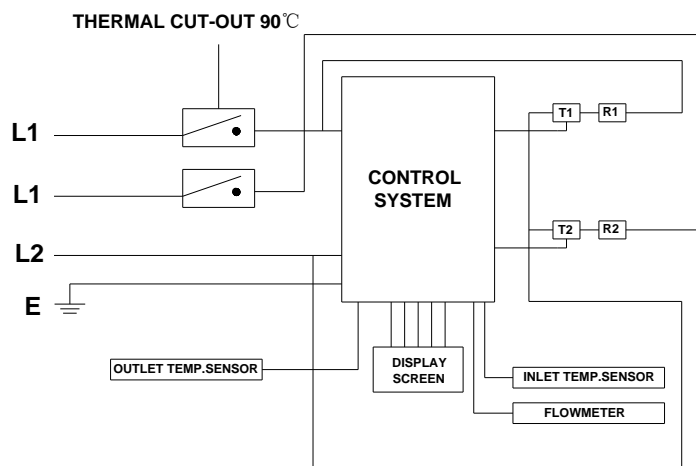 THERMAL CUT-OUT 90℃
L1
T1
R1
L1
CONTROL
SYSTEM
T2
R2
L2
E
OUTLET TEMP.SENSOR
DISPLAY
SCREEN
INLET TEMP.SENSOR
FLOWMETER